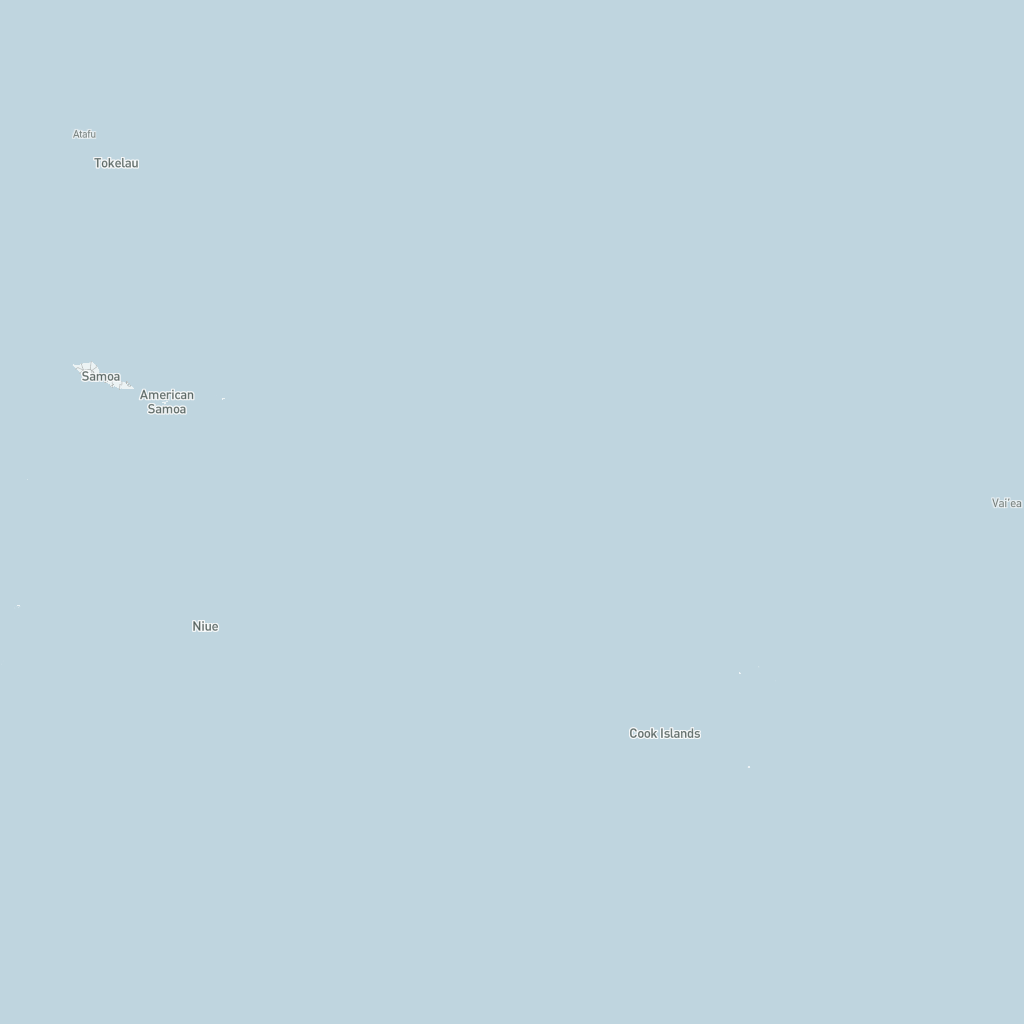 Atafu
Tokelau
Samoa
American
Samoa
Vai'ea
Niue
Cook Islands